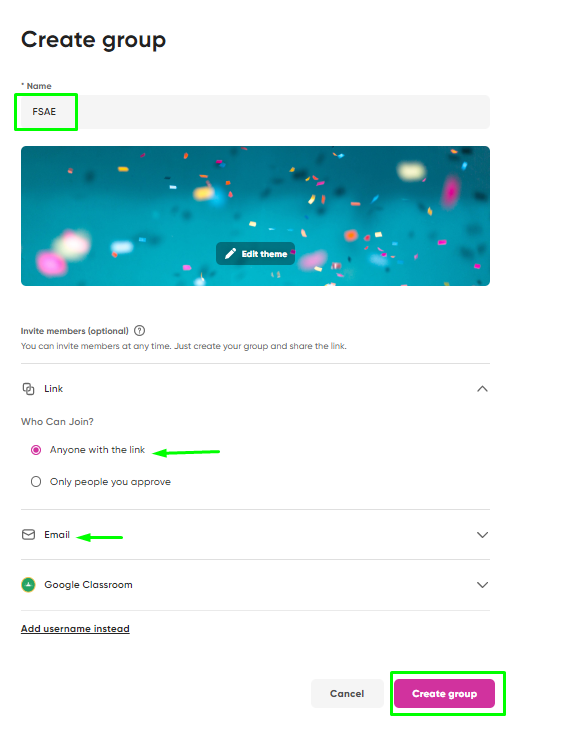 Create group
* Name
FSAE
Edit theme
Invite members (optional) ?
You can invite members at any time. Just create your group and share the link.
Link
Who Can Join?
Anyone with the link
Only people you approve
Email
Google Classroom
Add username instead
Cancel
Create group